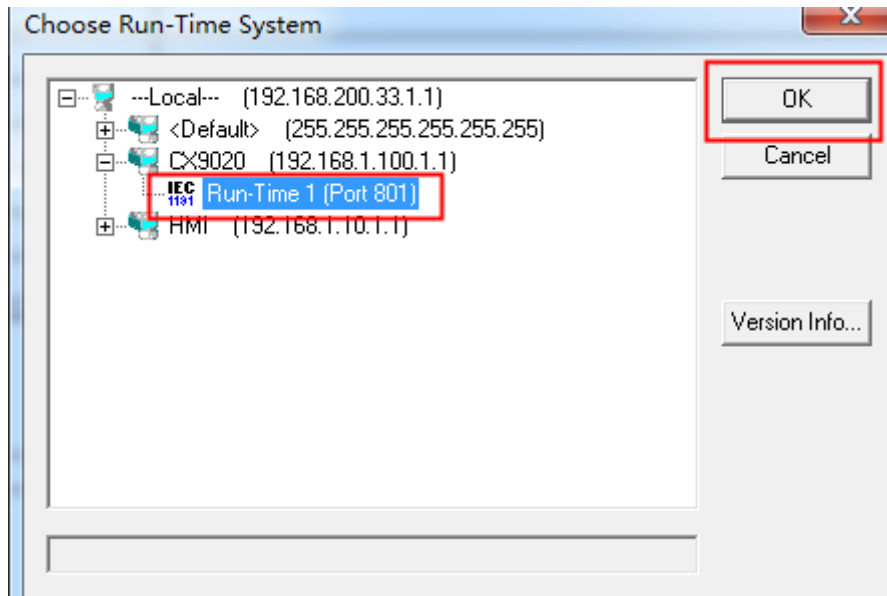 Choose Run-Time System
---Local--- (192.168.200.33.1.1)
<Default> (255.255.255.255.255.255)
CX9020 (192.168.1.100.1.1)
IEC 1131 Run-Time 1 (Port 801)
HMI (192.168.1.10.1.1)
OK
Cancel
Version Info...